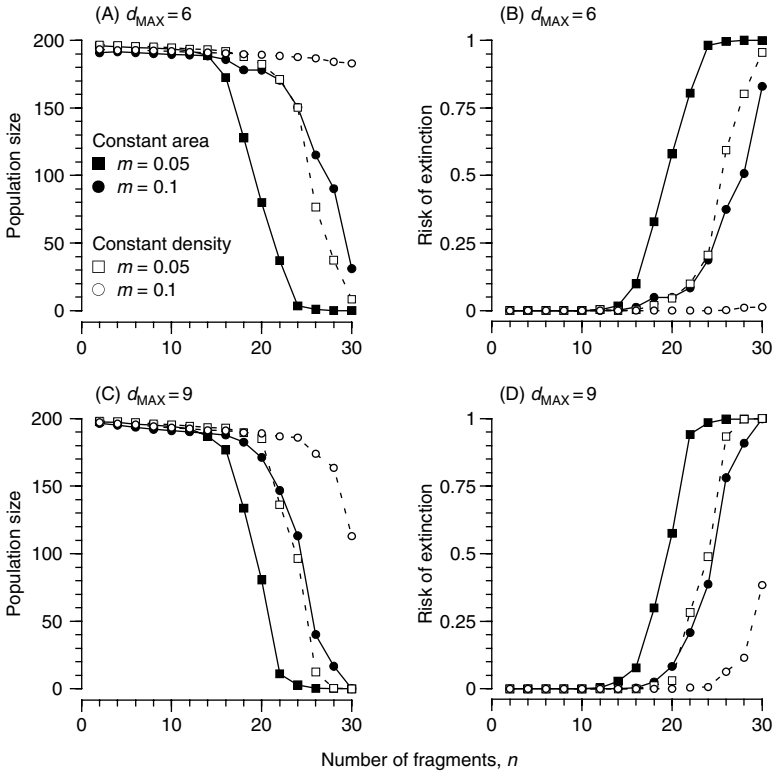 (A) dMAX = 6
200
150
100
50
0
0
10
20
30
Population size
Constant area
m = 0.05
m = 0.1
Constant density
m = 0.05
m = 0.1
(B) dMAX = 6
1
0.75
0.5
0.25
0
0
10
20
30
Risk of extinction
(C) dMAX = 9
200
150
100
50
0
0
10
20
30
Population size
(D) dMAX = 9
1
0.75
0.5
0.25
0
0
10
20
30
Risk of extinction
Number of fragments, n